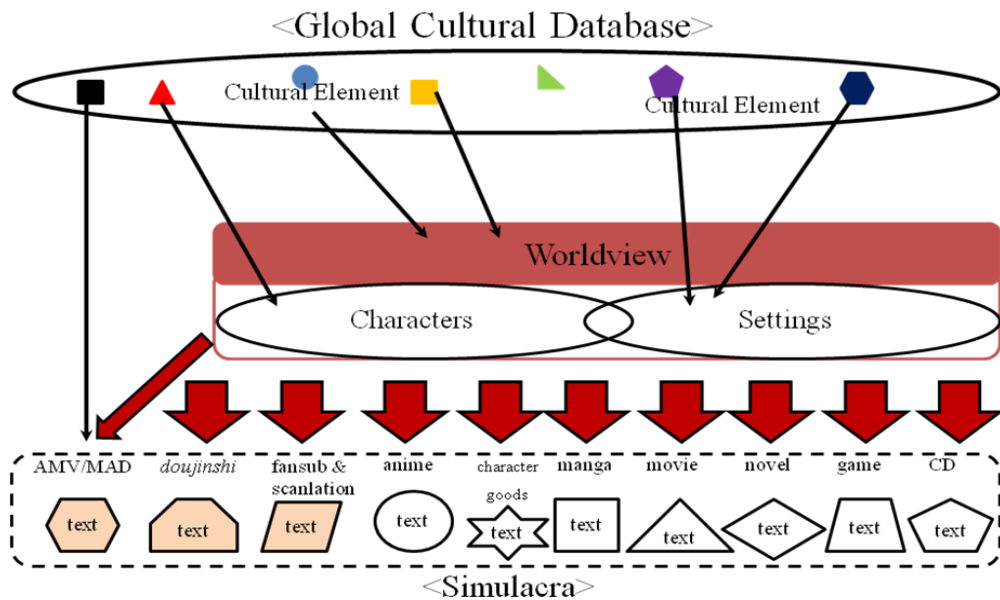 <Global Cultural Database>
Cultural Element
Cultural Element
Worldview
Characters
Settings
AMV/MAD
doujinshi
fansub &
scanlation
anime
character
goods
manga
movie
novel
game
CD
text
text
text
text
text
text
text
text
text
text
<Simulacra>